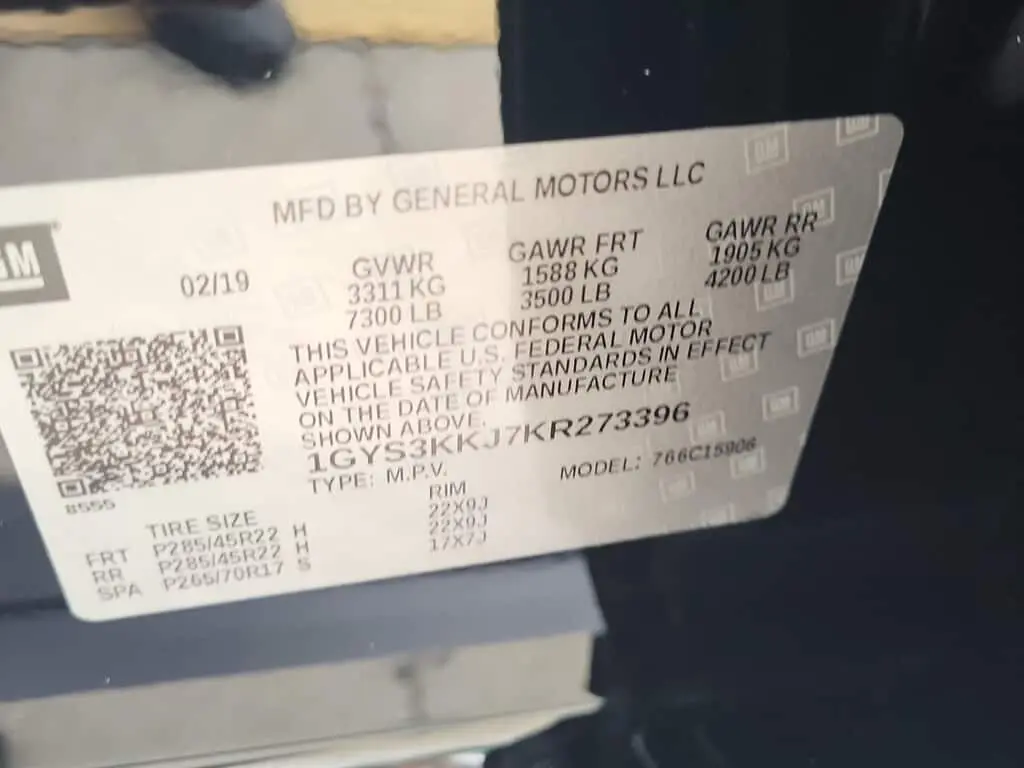 MFD BY GENERAL MOTORS LLC
GM
02/19
GVWR GAWR FRT GAWR RR
3311 KG 1588 KG 1905 KG
7300 LB 3500 LB 4200 LB
THIS VEHICLE CONFORMS TO ALL
APPLICABLE U.S. FEDERAL MOTOR
VEHICLE SAFETY STANDARDS IN EFFECT
ON THE DATE OF MANUFACTURE
SHOWN ABOVE.
1GYS3KKJ7KR273396
TYPE: M.P.V. MODEL: 766C15906
8555
TIRE SIZE RIM
FRT P285/45R22 H 22X9J
RR P285/45R22 H 22X9J
SPA P265/70R17 S 17X7J